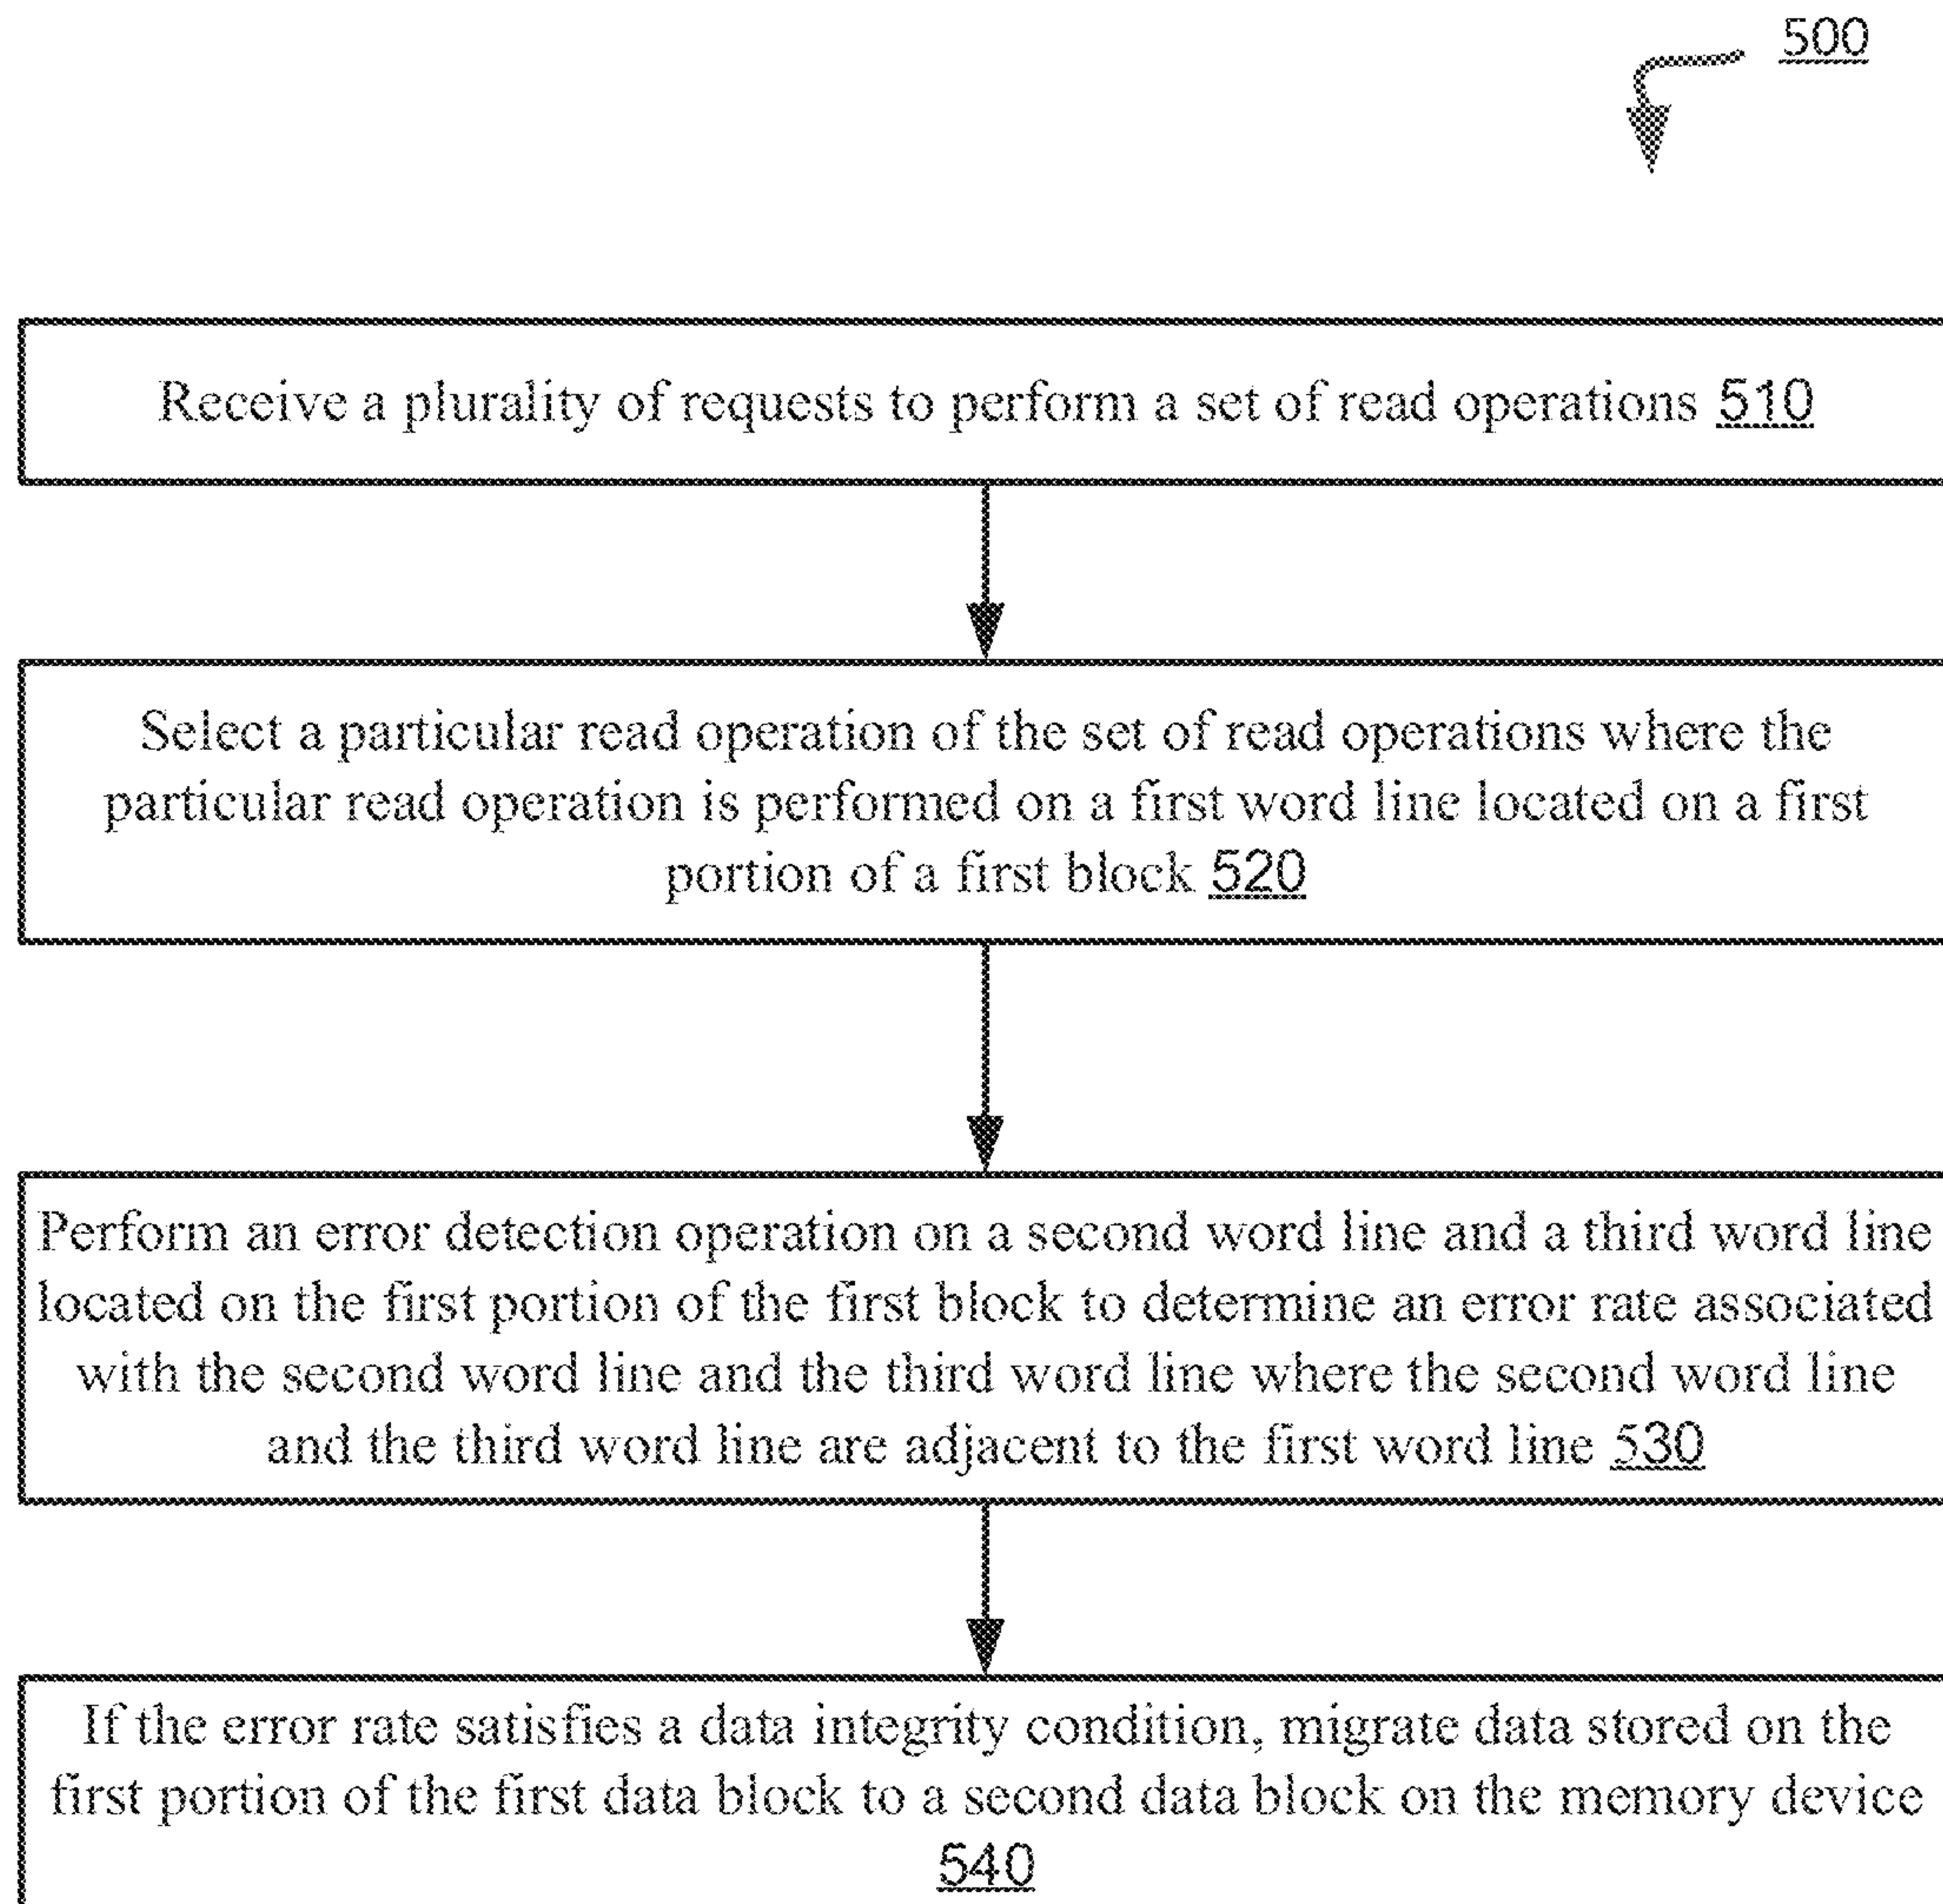 500
Receive a plurality of requests to perform a set of read operations 510
Select a particular read operation of the set of read operations where the
particular read operation is performed on a first word line located on a first
portion of a first block 520
Perform an error detection operation on a second word line and a third word line
located on the first portion of the first block to determine an error rate associated
with the second word line and the third word line where the second word line
and the third word line are adjacent to the first word line 530
If the error rate satisfies a data integrity condition, migrate data stored on the
first portion of the first data block to a second data block on the memory device
540